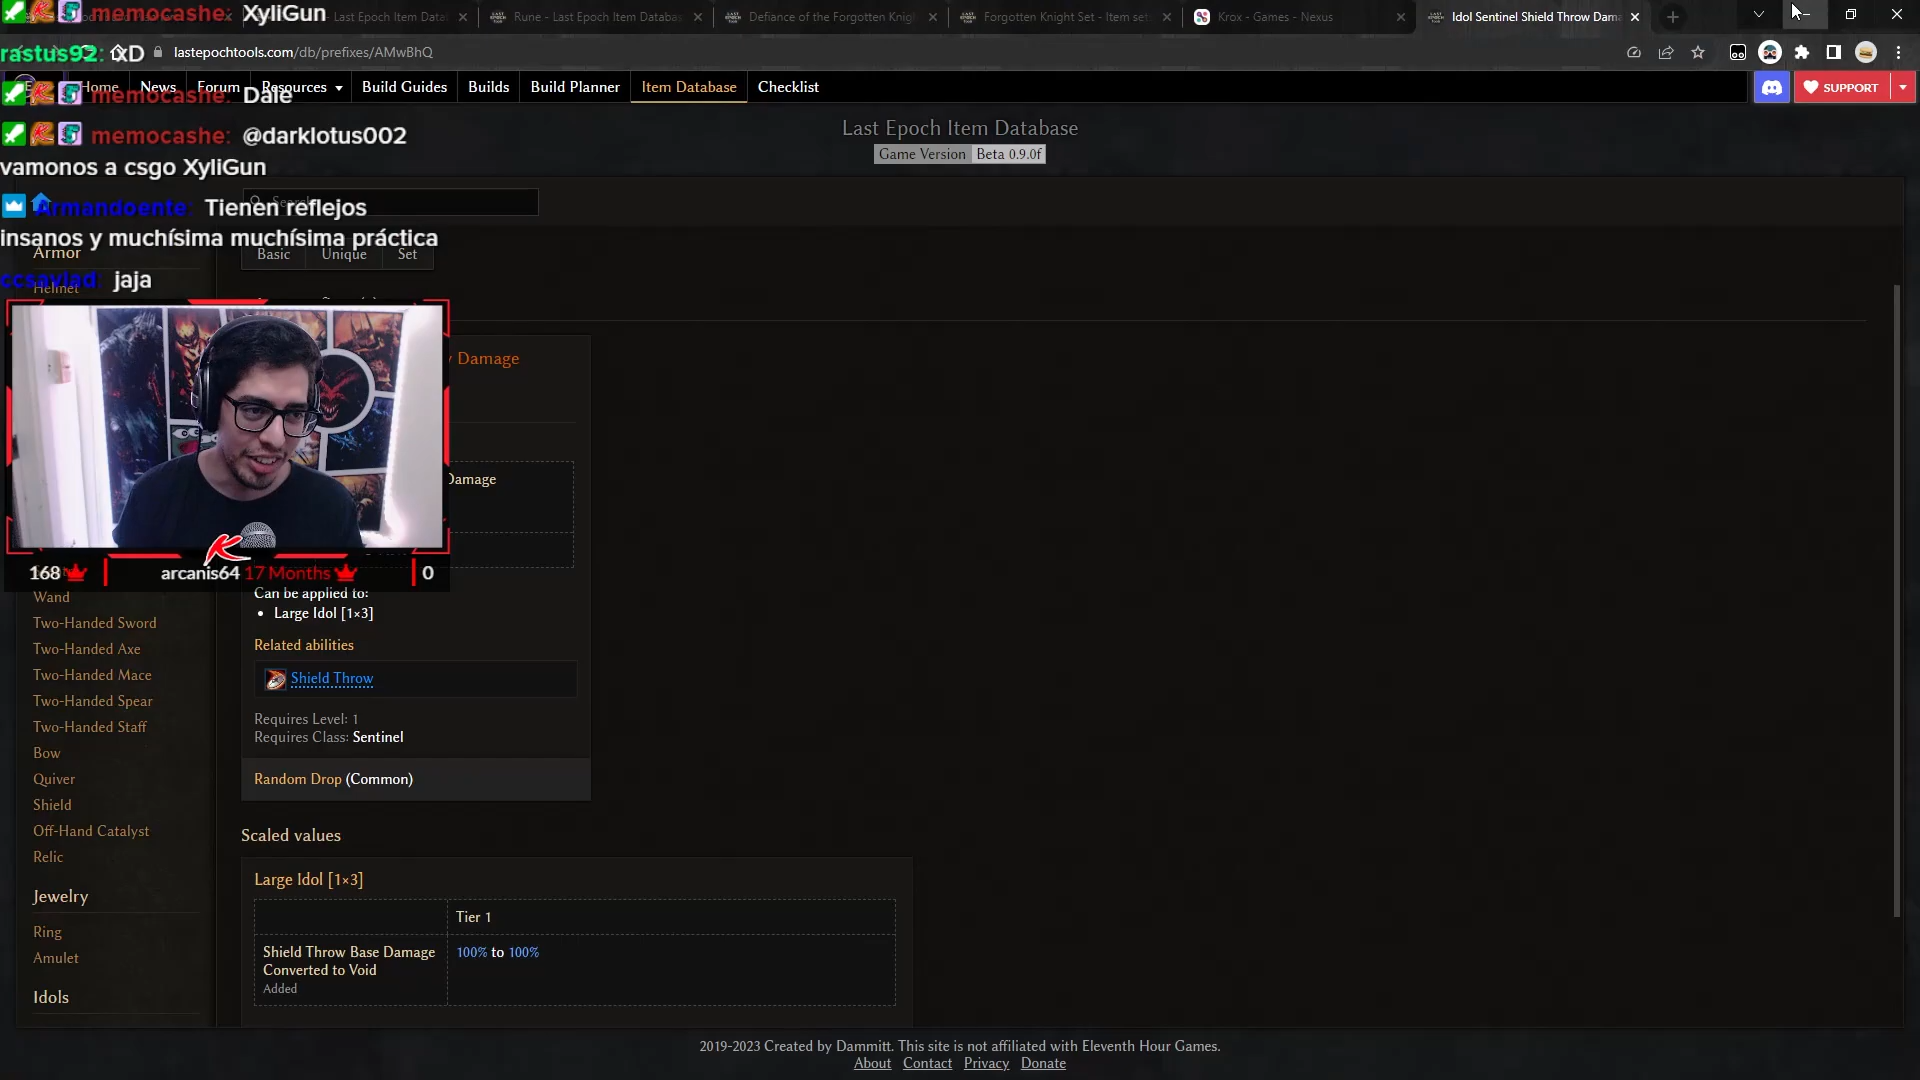 XyliGun
Last Epoch Item Datab
Rune - Last Epoch Item Databas
Defiance of the Forgotten Knig
Forgotten Knight Set - Item set
Krox - Games - Nexus
Idol Sentinel Shield Throw Dama
rastus92: xD
lastepochtools.com/db/prefixes/AMwBhQ
Home
News
Forum
Resources
Build Guides
Builds
Build Planner
Item Database
Checklist
SUPPORT
memocashe: Dale
memocashe: @darklotus002
vamonos a csgo XyliGun
Armandoente: Tienen reflejos
insanos y muchísima muchísima práctica
ccsaviad: jaja
Last Epoch Item Database
Game Version Beta 0.9.0f
Armor
Helmet
Basic
Unique
Set
Damage
Damage
168
arcanis64 17 Months
0
Can be applied to:
• Large Idol [1×3]
Related abilities
Shield Throw
Requires Level: 1
Requires Class: Sentinel
Random Drop (Common)
Wand
Two-Handed Sword
Two-Handed Axe
Two-Handed Mace
Two-Handed Spear
Two-Handed Staff
Bow
Quiver
Shield
Off-Hand Catalyst
Relic
Jewelry
Ring
Amulet
Idols
Scaled values
Large Idol [1×3]
Tier 1
Shield Throw Base Damage
Converted to Void
Added
100% to 100%
2019-2023 Created by Dammitt. This site is not affiliated with Eleventh Hour Games.
About Contact Privacy Donate